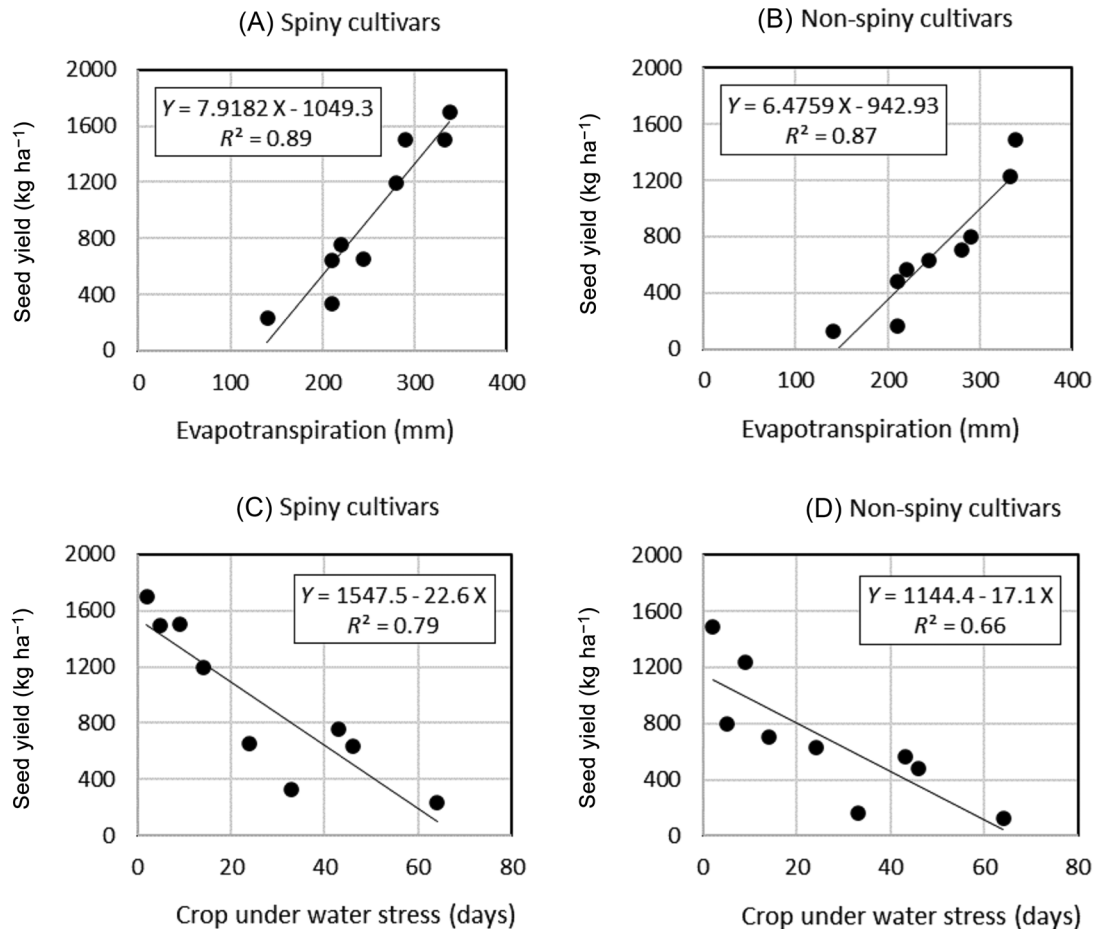 (A) Spiny cultivars
Seed yield (kg ha⁻¹)
2000
1600
1200
800
400
0
Y = 7.9182 X - 1049.3
R² = 0.89
0 100 200 300 400
Evapotranspiration (mm)
(B) Non-spiny cultivars
Seed yield (kg ha⁻¹)
2000
1600
1200
800
400
0
Y = 6.4759 X - 942.93
R² = 0.87
0 100 200 300 400
Evapotranspiration (mm)
(C) Spiny cultivars
Seed yield (kg ha⁻¹)
2000
1600
1200
800
400
0
Y = 1547.5 - 22.6 X
R² = 0.79
0 20 40 60 80
Crop under water stress (days)
(D) Non-spiny cultivars
Seed yield (kg ha⁻¹)
2000
1600
1200
800
400
0
Y = 1144.4 - 17.1 X
R² = 0.66
0 20 40 60 80
Crop under water stress (days)